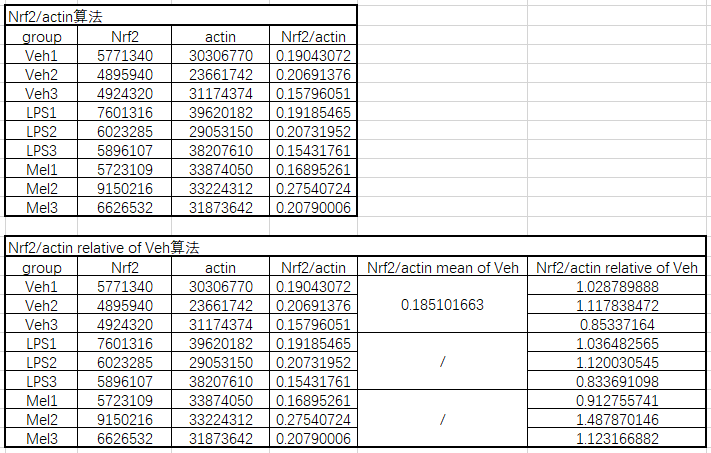 Nrf2/actin算法
group Nrf2 actin Nrf2/actin
Veh1 5771340 30306770 0.19043072
Veh2 4895940 23661742 0.20691376
Veh3 4924320 31174374 0.15796051
LPS1 7601316 39620182 0.19185465
LPS2 6023285 29053150 0.20731952
LPS3 5896107 38207610 0.15431761
Mel1 5723109 33874050 0.16895261
Mel2 9150216 33224312 0.27540724
Mel3 6626532 31873642 0.20790006
Nrf2/actin relative of Veh算法
group Nrf2 actin Nrf2/actin Nrf2/actin mean of Veh Nrf2/actin relative of Veh
Veh1 5771340 30306770 0.19043072 1.028789888
Veh2 4895940 23661742 0.20691376 0.185101663 1.117838472
Veh3 4924320 31174374 0.15796051 0.85337164
LPS1 7601316 39620182 0.19185465 1.036482565
LPS2 6023285 29053150 0.20731952 / 1.120030545
LPS3 5896107 38207610 0.15431761 0.833691098
Mel1 5723109 33874050 0.16895261 0.912755741
Mel2 9150216 33224312 0.27540724 / 1.487870146
Mel3 6626532 31873642 0.20790006 1.123166882